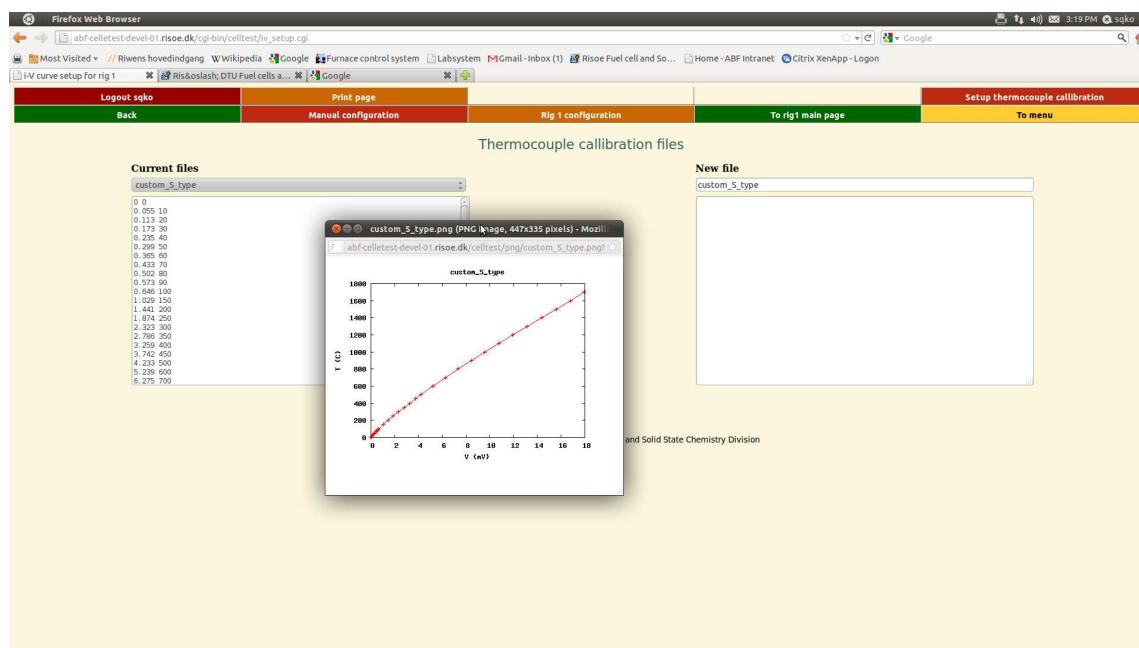 Firefox Web Browser
3:19 PM sqko
abf-celletest-devel-01.risoe.dk/cgi-bin/celltest/iv_setup.cgi
Google
Most Visited Riwens hovedindgang Wikipedia Google Furnace control system Labsystem Gmail - Inbox (1) Risoe Fuel cell and So... Home - ABF Intranet Citrix XenApp - Logon
i-V curve setup for rig 1 Ris&oslash; DTU Fuel cells a... Google
Logout sqko Print page Setup thermocouple callibration
Back Manual configuration Rig 1 configuration To rig1 main page To menu
Thermocouple callibration files
Current files
custom_S_type
0 0
0.055 10
0.113 20
0.173 30
0.235 40
0.299 50
0.365 60
0.433 70
0.502 80
0.573 90
0.646 100
1.029 150
1.441 200
1.874 250
2.323 300
2.786 350
3.259 400
3.742 450
4.233 500
5.239 600
6.275 700
New file
custom_S_type
custom_S_type.png (PNG Image, 447x335 pixels) - Mozill
abf-celletest-devel-01.risoe.dk/celltest/png/custom_S_type.png?
custom_S_type
1800
1600
1400
1200
1000
800
600
400
200
0
T (C)
0 2 4 6 8 10 12 14 16 18
V (mV)
and Solid State Chemistry Division